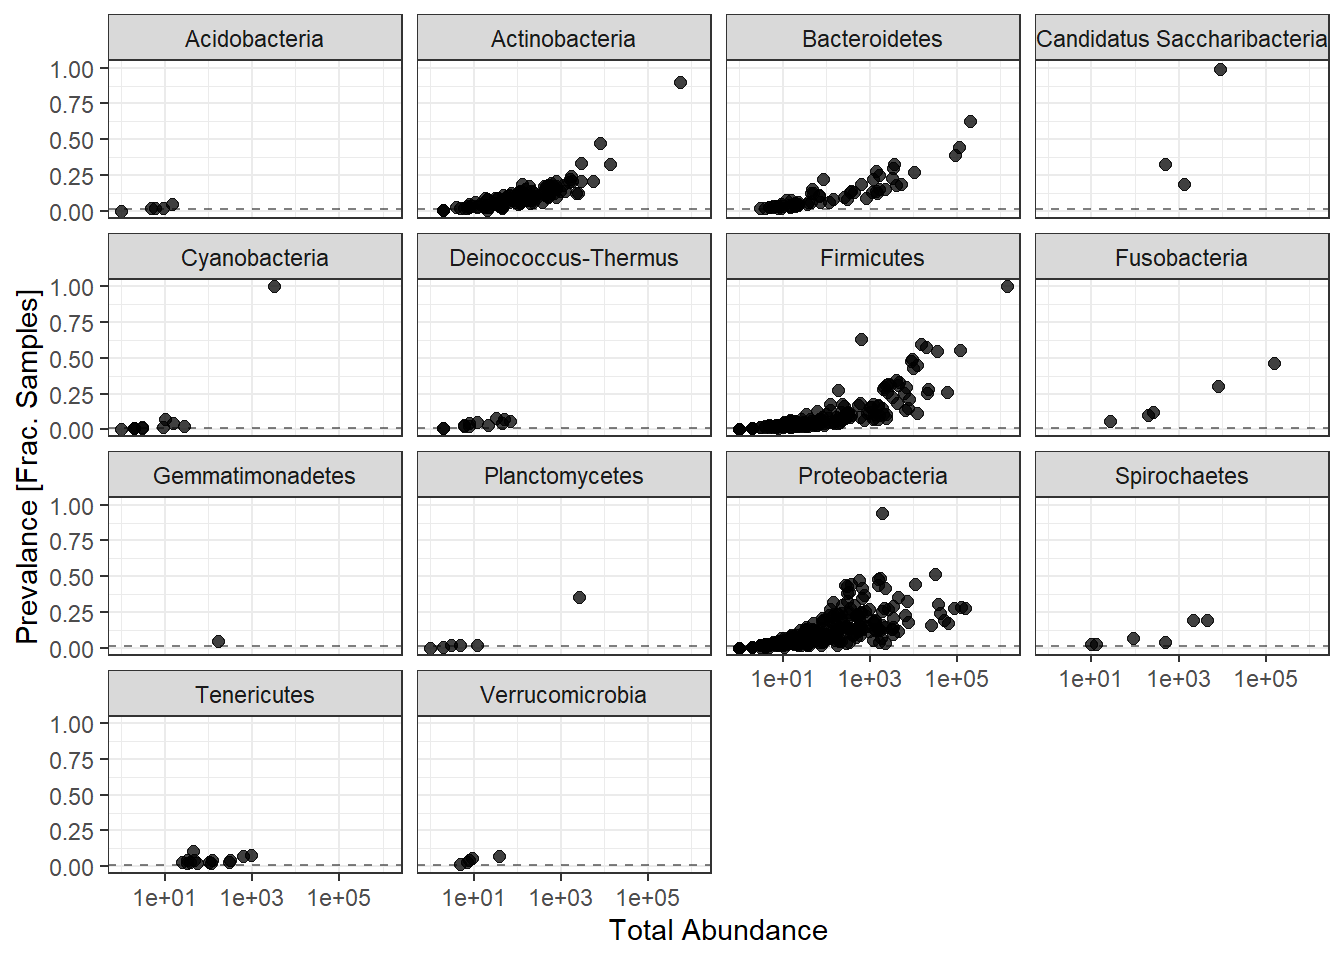 Acidobacteria Actinobacteria Bacteroidetes Candidatus Saccharibacteria
1.00
0.75
0.50
0.25
0.00
Cyanobacteria Deinococcus-Thermus Firmicutes Fusobacteria
1.00
0.75
0.50
0.25
0.00
Prevalance [Frac. Samples]
Gemmatimonadetes Planctomycetes Proteobacteria Spirochaetes
1.00
0.75
0.50
0.25
0.00
1e+01 1e+03 1e+05 1e+01 1e+03 1e+05
Tenericutes Verrucomicrobia
1.00
0.75
0.50
0.25
0.00
1e+01 1e+03 1e+05 1e+01 1e+03 1e+05
Total Abundance